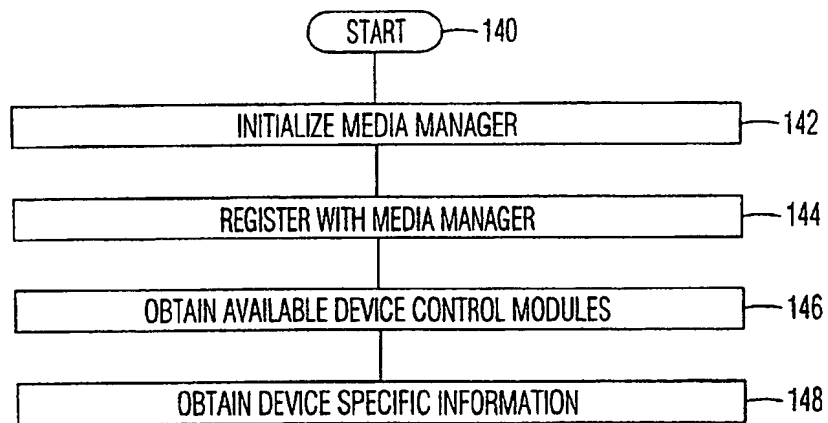 START 140
INITIALIZE MEDIA MANAGER 142
REGISTER WITH MEDIA MANAGER 144
OBTAIN AVAILABLE DEVICE CONTROL MODULES 146
OBTAIN DEVICE SPECIFIC INFORMATION 148